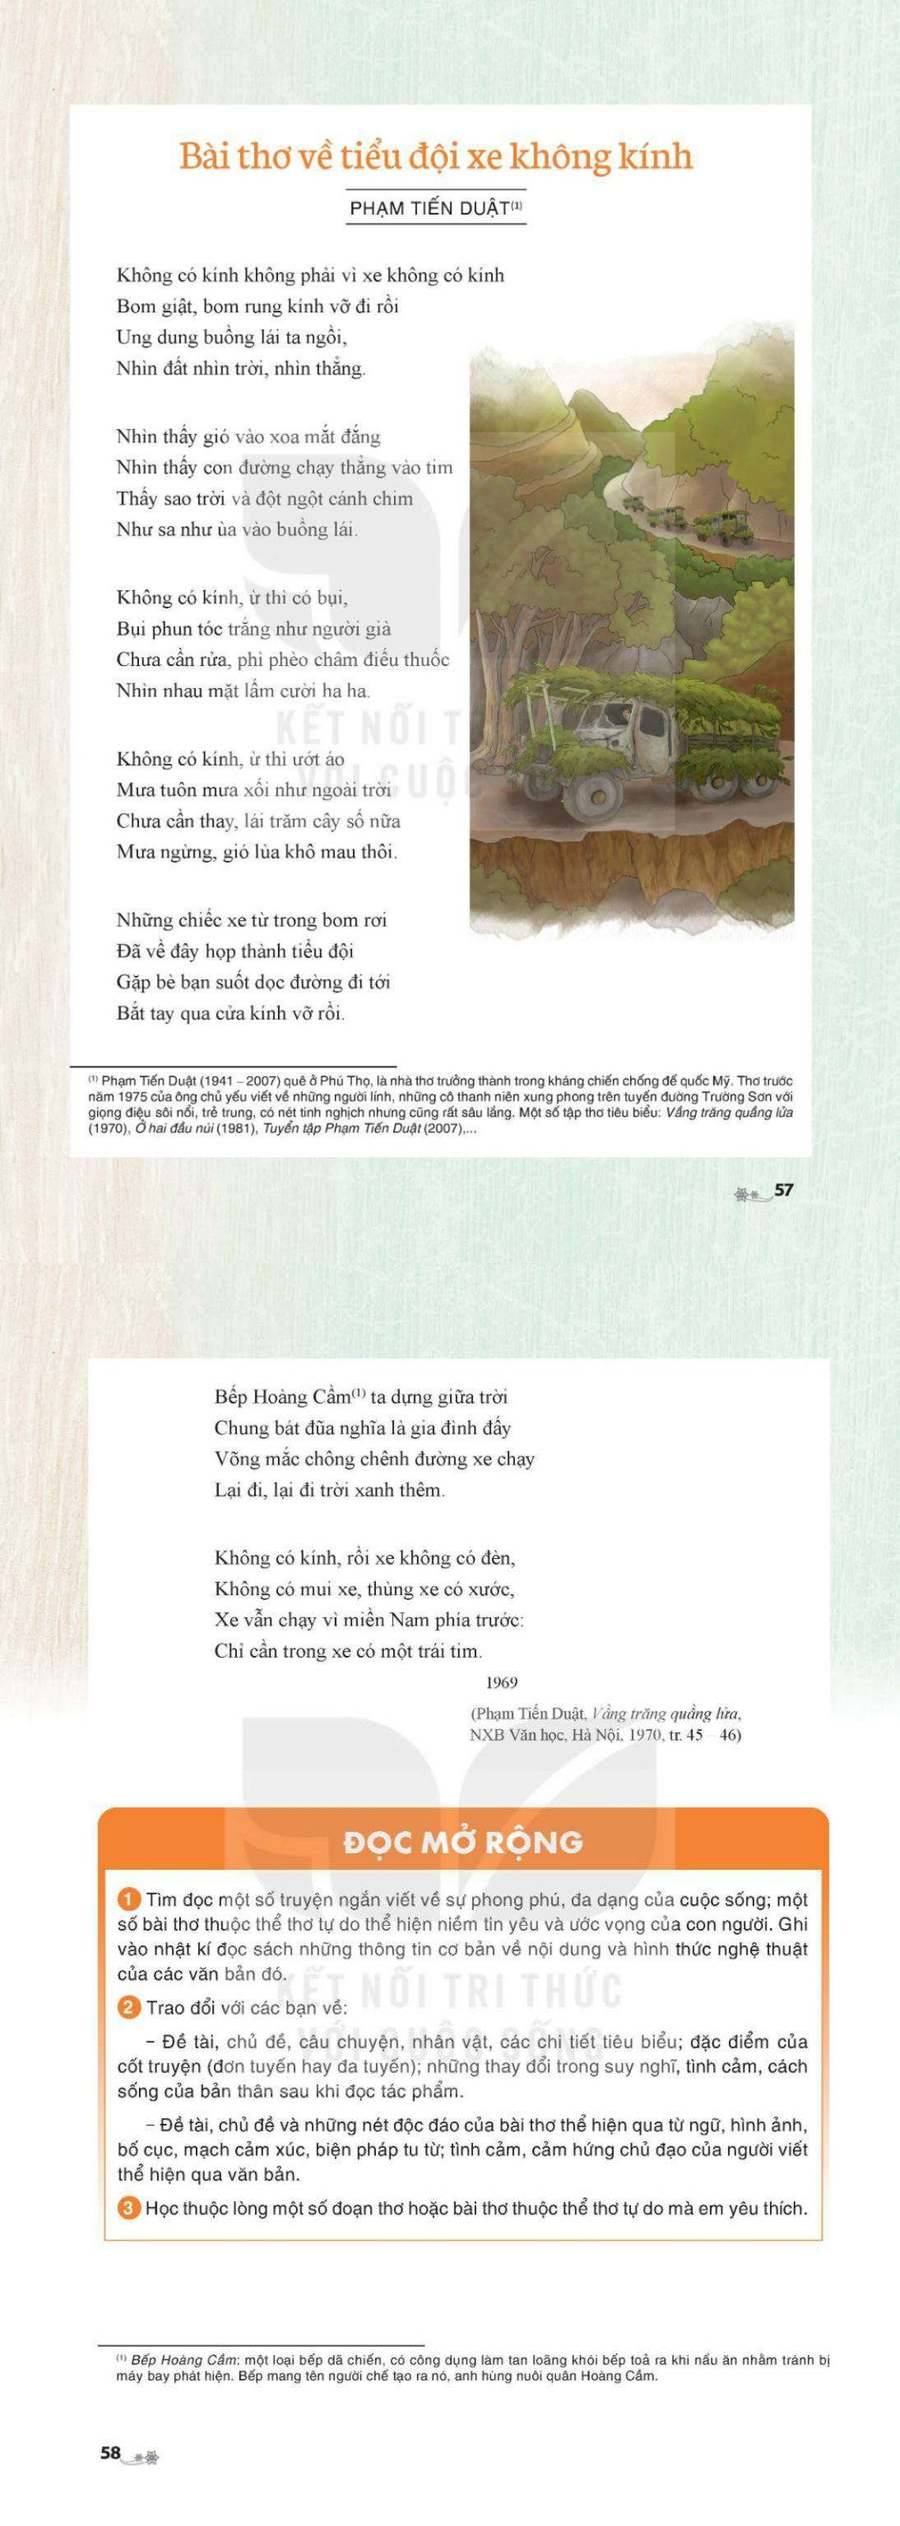 Bài thơ về tiểu đội xe không kính
PHẠM TIẾN DUẬT(1)
Không có kính không phải vì xe không có kính
Bom giật, bom rung kính vỡ đi rồi
Ung dung buồng lái ta ngồi,
Nhìn đất nhìn trời, nhìn thẳng.
Nhìn thấy gió vào xoa mắt đắng
Nhìn thấy con đường chạy thẳng vào tim
Thấy sao trời và đột ngột cánh chim
Như sa như ùa vào buồng lái.
Không có kính, ừ thì có bụi,
Bụi phun tóc trắng như người già
Chưa cần rửa, phì phèo châm điếu thuốc
Nhìn nhau mặt lấm cười ha ha.
Không có kính, ừ thì ướt áo
Mưa tuôn mưa xối như ngoài trời
Chưa cần thay, lái trăm cây số nữa
Mưa ngừng, gió lùa khô mau thôi.
Những chiếc xe từ trong bom rơi
Đã về đây họp thành tiểu đội
Gặp bè bạn suốt dọc đường đi tới
Bắt tay qua cửa kính vỡ rồi.
(1) Phạm Tiến Duật (1941 – 2007) quê ở Phú Thọ, là nhà thơ trưởng thành trong kháng chiến chống đế quốc Mỹ. Thơ trước
năm 1975 của ông chủ yếu viết về những người lính, những cô thanh niên xung phong trên tuyến đường Trường Sơn với
giọng điệu sôi nổi, trẻ trung, có nét tinh nghịch nhưng cũng rất sâu lắng. Một số tập thơ tiêu biểu: Vầng trăng quầng lửa
(1970), Ở hai đầu núi (1981), Tuyển tập Phạm Tiến Duật (2007),...
57
Bếp Hoàng Cầm(1) ta dựng giữa trời
Chung bát đũa nghĩa là gia đình đấy
Võng mắc chông chênh đường xe chạy
Lại đi, lại đi trời xanh thêm.
Không có kính, rồi xe không có đèn,
Không có mui xe, thùng xe có xước,
Xe vẫn chạy vì miền Nam phía trước:
Chỉ cần trong xe có một trái tim.
1969
(Phạm Tiến Duật, Vầng trăng quầng lửa,
NXB Văn học, Hà Nội, 1970, tr. 45 – 46)
ĐỌC MỞ RỘNG
1 Tìm đọc một số truyện ngắn viết về sự phong phú, đa dạng của cuộc sống; một
số bài thơ thuộc thể thơ tự do thể hiện niềm tin yêu và ước vọng của con người. Ghi
vào nhật kí đọc sách những thông tin cơ bản về nội dung và hình thức nghệ thuật
của các văn bản đó.
KẾT NỐI TRI THỨC
VỚI CUỘC SỐNG
2 Trao đổi với các bạn về:
– Đề tài, chủ đề, câu chuyện, nhân vật, các chi tiết tiêu biểu; đặc điểm của
cốt truyện (đơn tuyến hay đa tuyến); những thay đổi trong suy nghĩ, tình cảm, cách
sống của bản thân sau khi đọc tác phẩm.
– Đề tài, chủ đề và những nét độc đáo của bài thơ thể hiện qua từ ngữ, hình ảnh,
bố cục, mạch cảm xúc, biện pháp tu từ; tình cảm, cảm hứng chủ đạo của người viết
thể hiện qua văn bản.
3 Học thuộc lòng một số đoạn thơ hoặc bài thơ thuộc thể thơ tự do mà em yêu thích.
(1) Bếp Hoàng Cầm: một loại bếp dã chiến, có công dụng làm tan loãng khói bếp toả ra khi nấu ăn nhằm tránh bị
máy bay phát hiện. Bếp mang tên người chế tạo ra nó, anh hùng nuôi quân Hoàng Cầm.
58